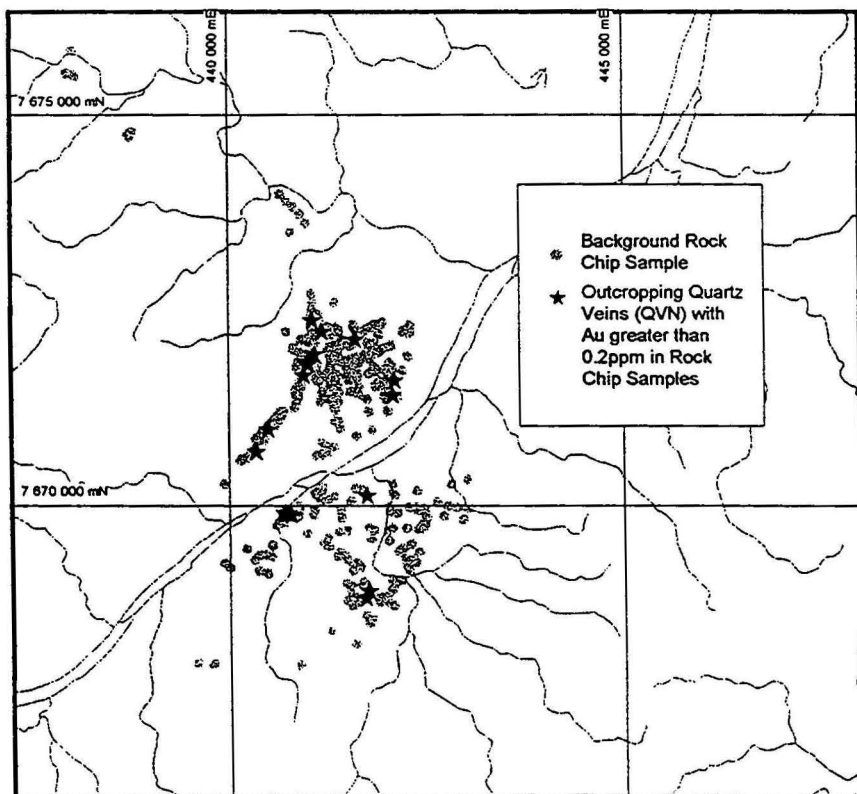 440 000 mE
445 000 mE
7 675 000 mN
Background Rock
Chip Sample
Outcropping Quartz
Veins (QVN) with
Au greater than
0.2ppm in Rock
Chip Samples
7 670 000 mN